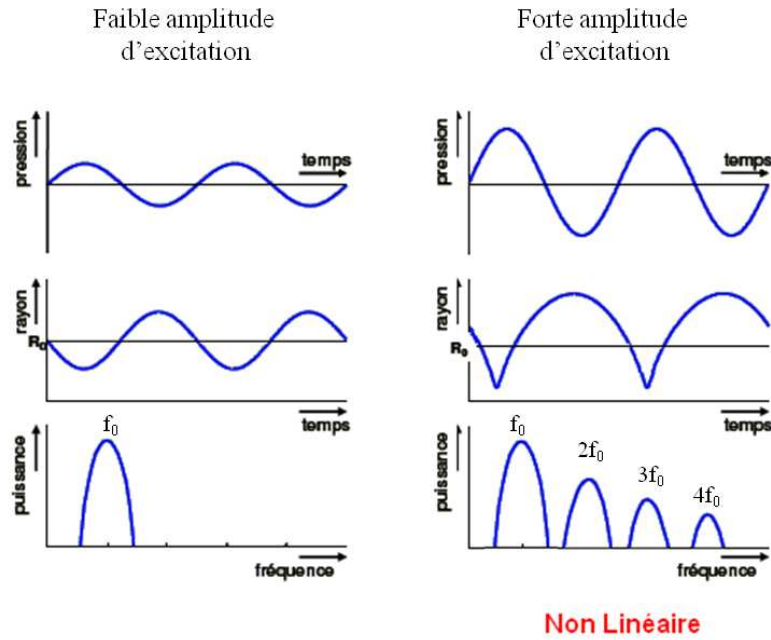 Faible amplitude
d'excitation
Forte amplitude
d'excitation
pression
temps
pression
temps
rayon
R₀
temps
rayon
R₀
temps
puissance
f₀
fréquence
puissance
f₀
2f₀
3f₀
4f₀
fréquence
Non Linéaire